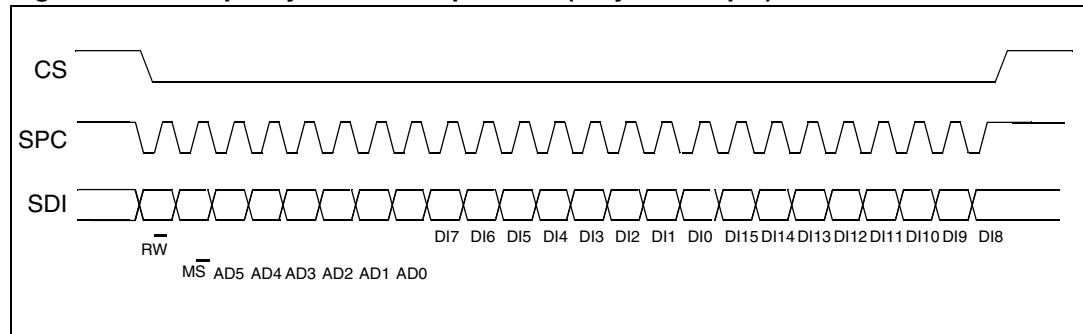 CS
SPC
SDI
DI7 DI6 DI5 DI4 DI3 DI2 DI1 DI0 DI15 DI14 DI13 DI12 DI11 DI10 DI9 DI8
RW
MS AD5 AD4 AD3 AD2 AD1 AD0